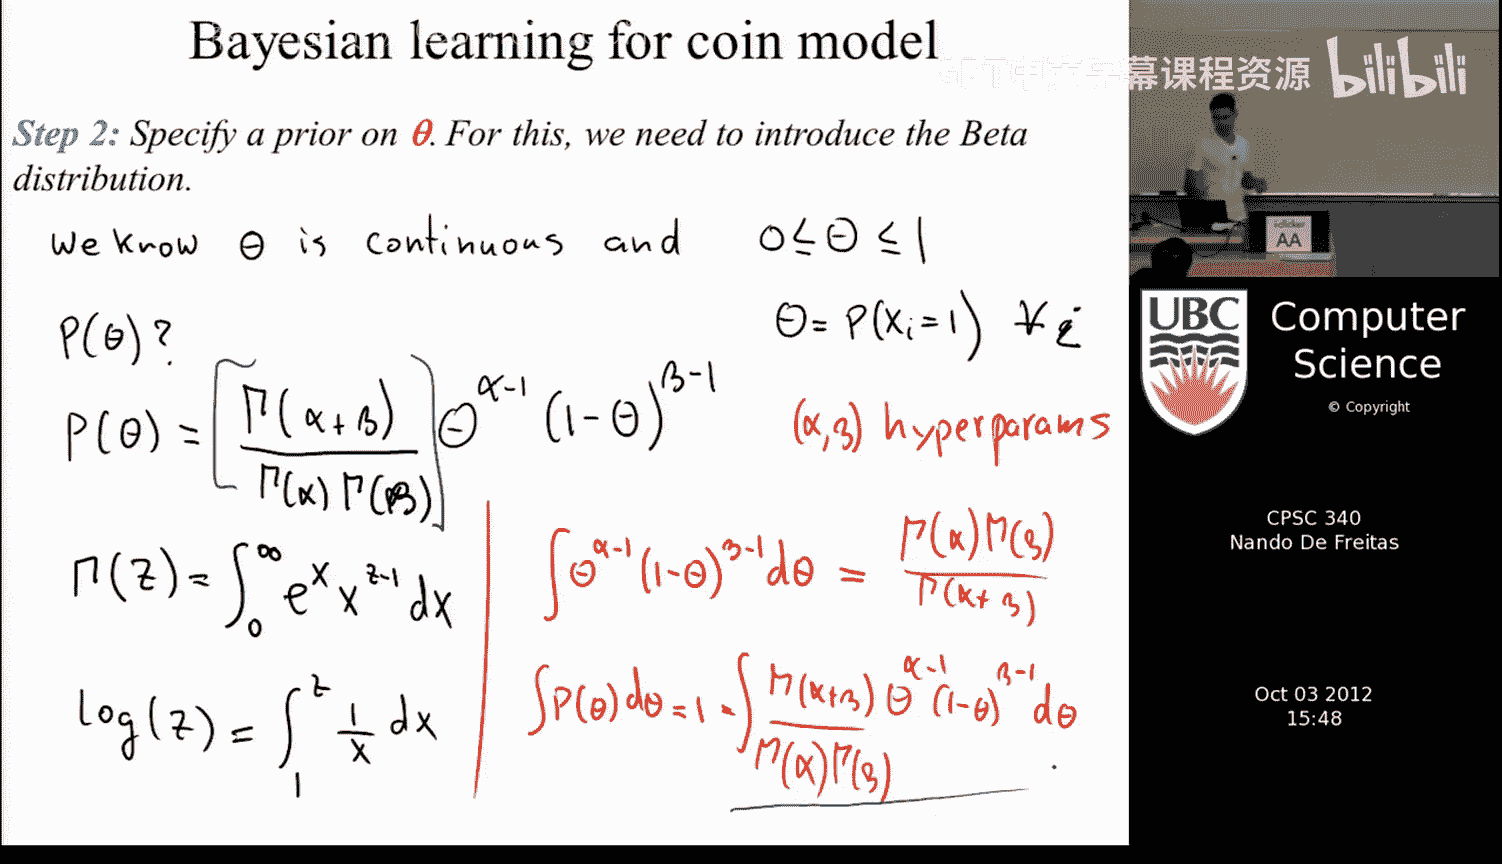 Bayesian learning for coin model
幕课程资源 bilibili
Step 2: Specify a prior on θ. For this, we need to introduce the Beta
distribution.
We know θ is continuous and 0 ≤ θ ≤ 1
P(θ)?
θ = P(xi = 1) ∀ i
P(θ) = [Γ(α+β) / Γ(α) Γ(β)] θ^α-1 (1-θ)^β-1
(α,β) hyperparams
Γ(z) = ∫0^∞ e^x x^z-1 dx
∫ θ^α-1 (1-θ)^β-1 dθ = Γ(α)Γ(β) / Γ(α+β)
log(z) = ∫1^z 1/x dx
∫ P(θ) dθ = 1 = ∫ Γ(α+β) / Γ(α)Γ(β) θ^α-1 (1-θ)^β-1 dθ
AA
UBC
Computer
Science
© Copyright
CPSC 340
Nando De Freitas
Oct 03 2012
15:48